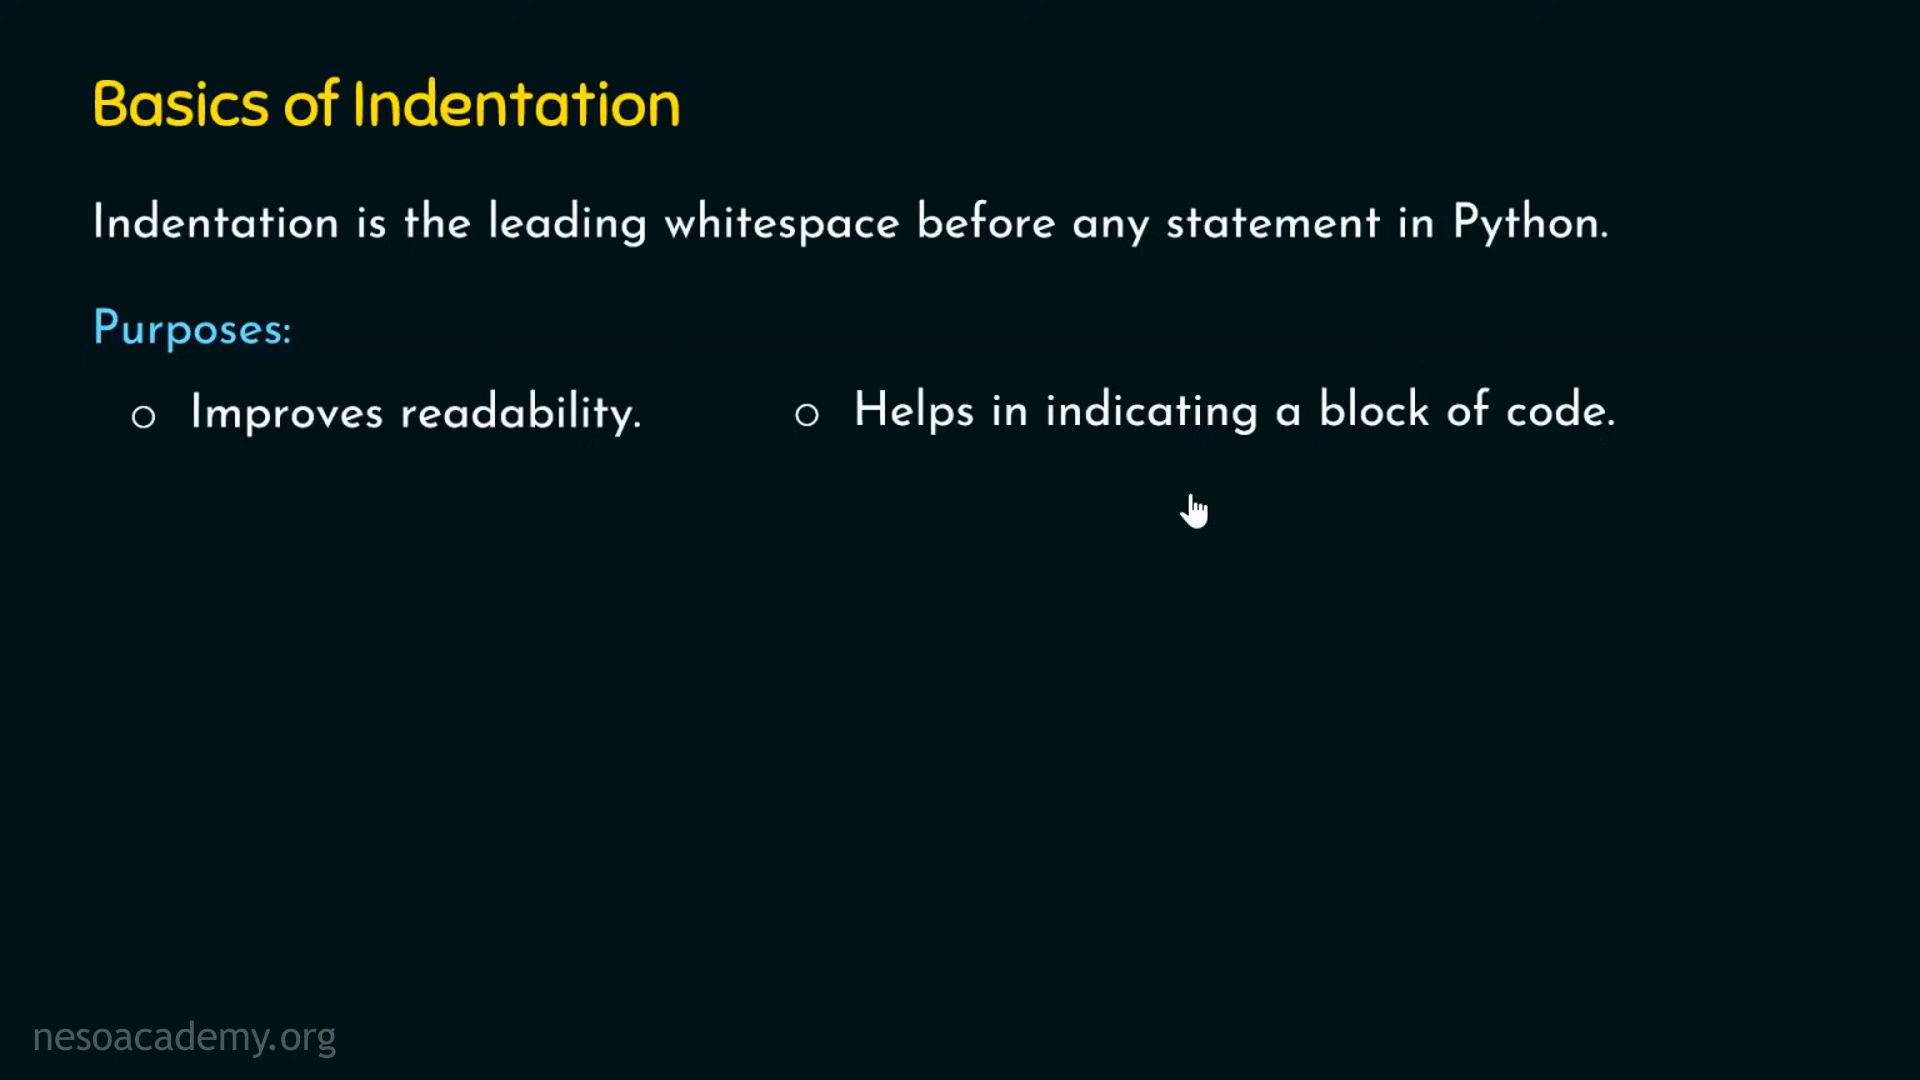 Basics of Indentation
Indentation is the leading whitespace before any statement in Python.
Purposes:
○ Improves readability.
○ Helps in indicating a block of code.
nesoacademy.org